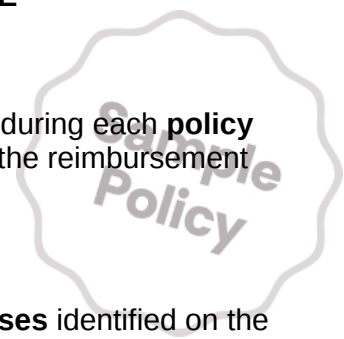 during each policy
the reimbursement
Sample
Policy
ses identified on the